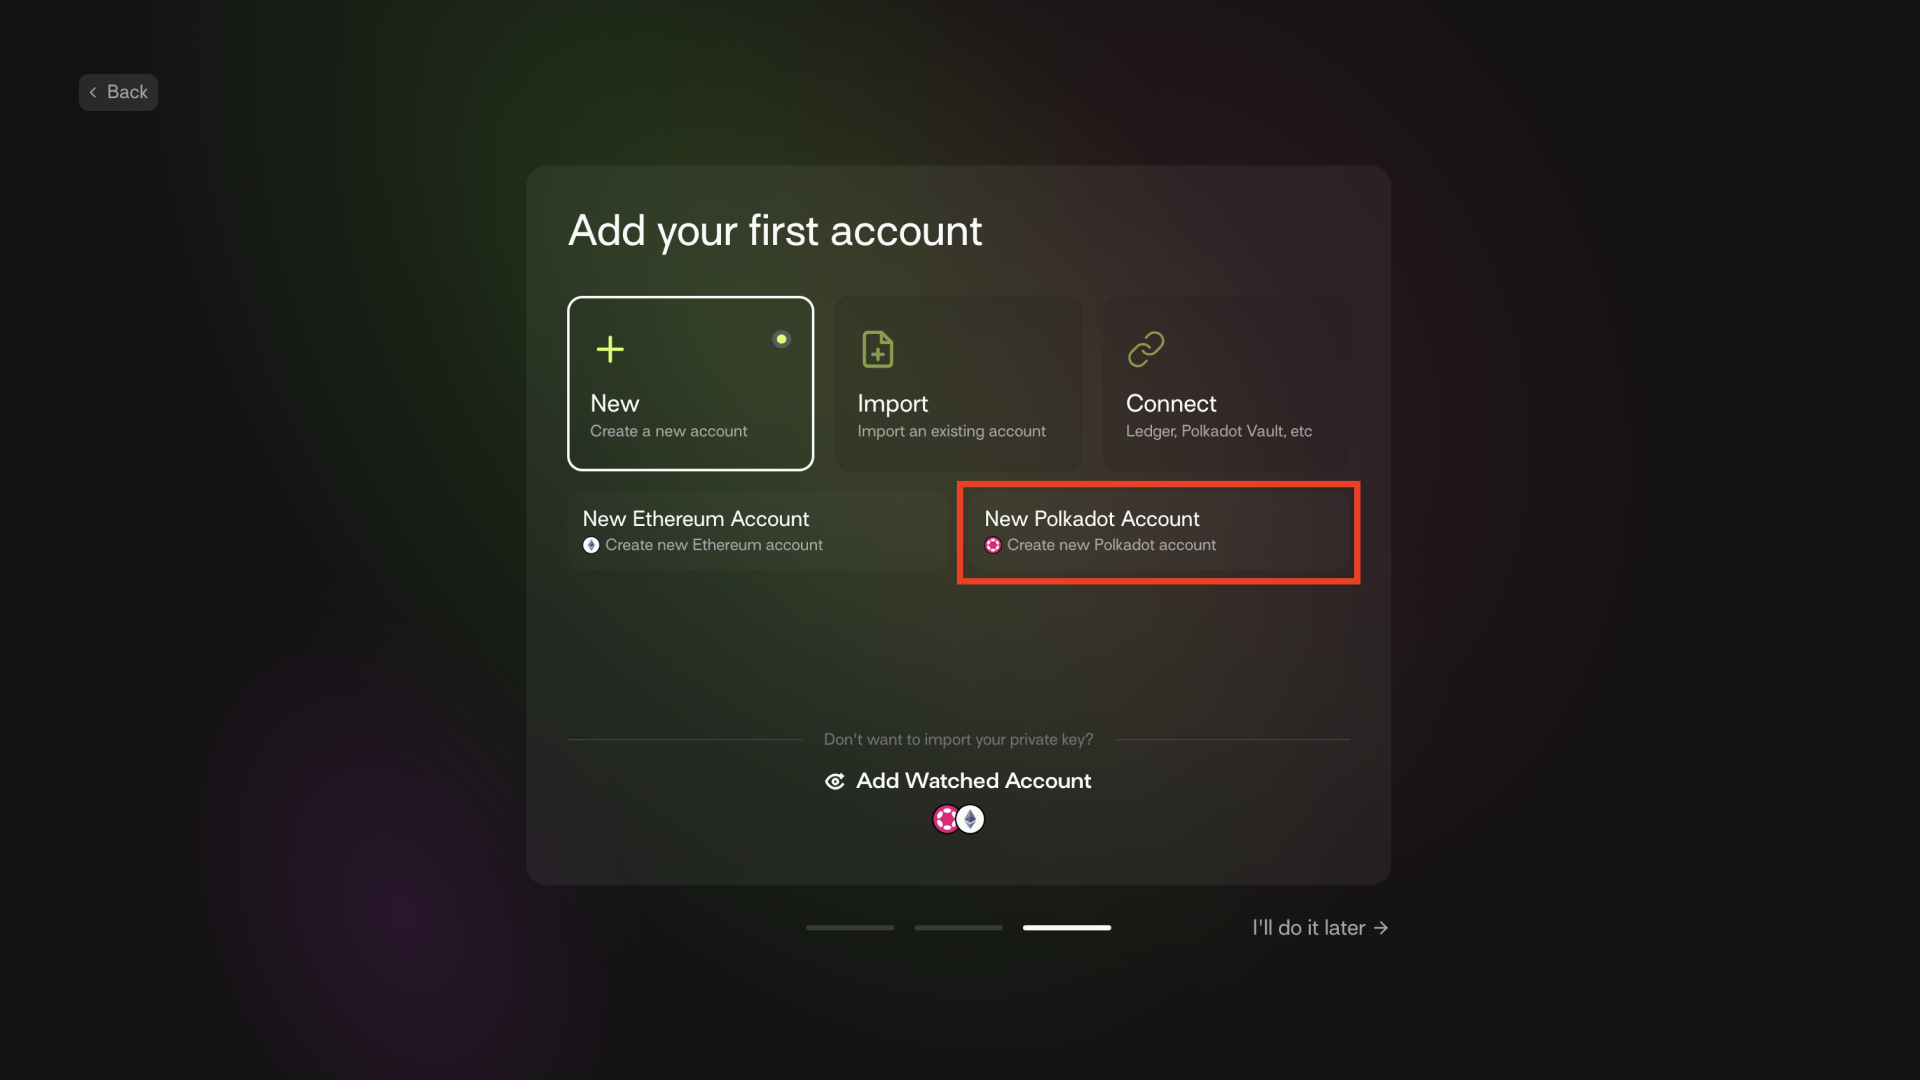 Back
Add your first account
New
Create a new account
Import
Import an existing account
Connect
Ledger, Polkadot Vault, etc
New Ethereum Account
Create new Ethereum account
New Polkadot Account
Create new Polkadot account
Don't want to import your private key?
Add Watched Account
I'll do it later